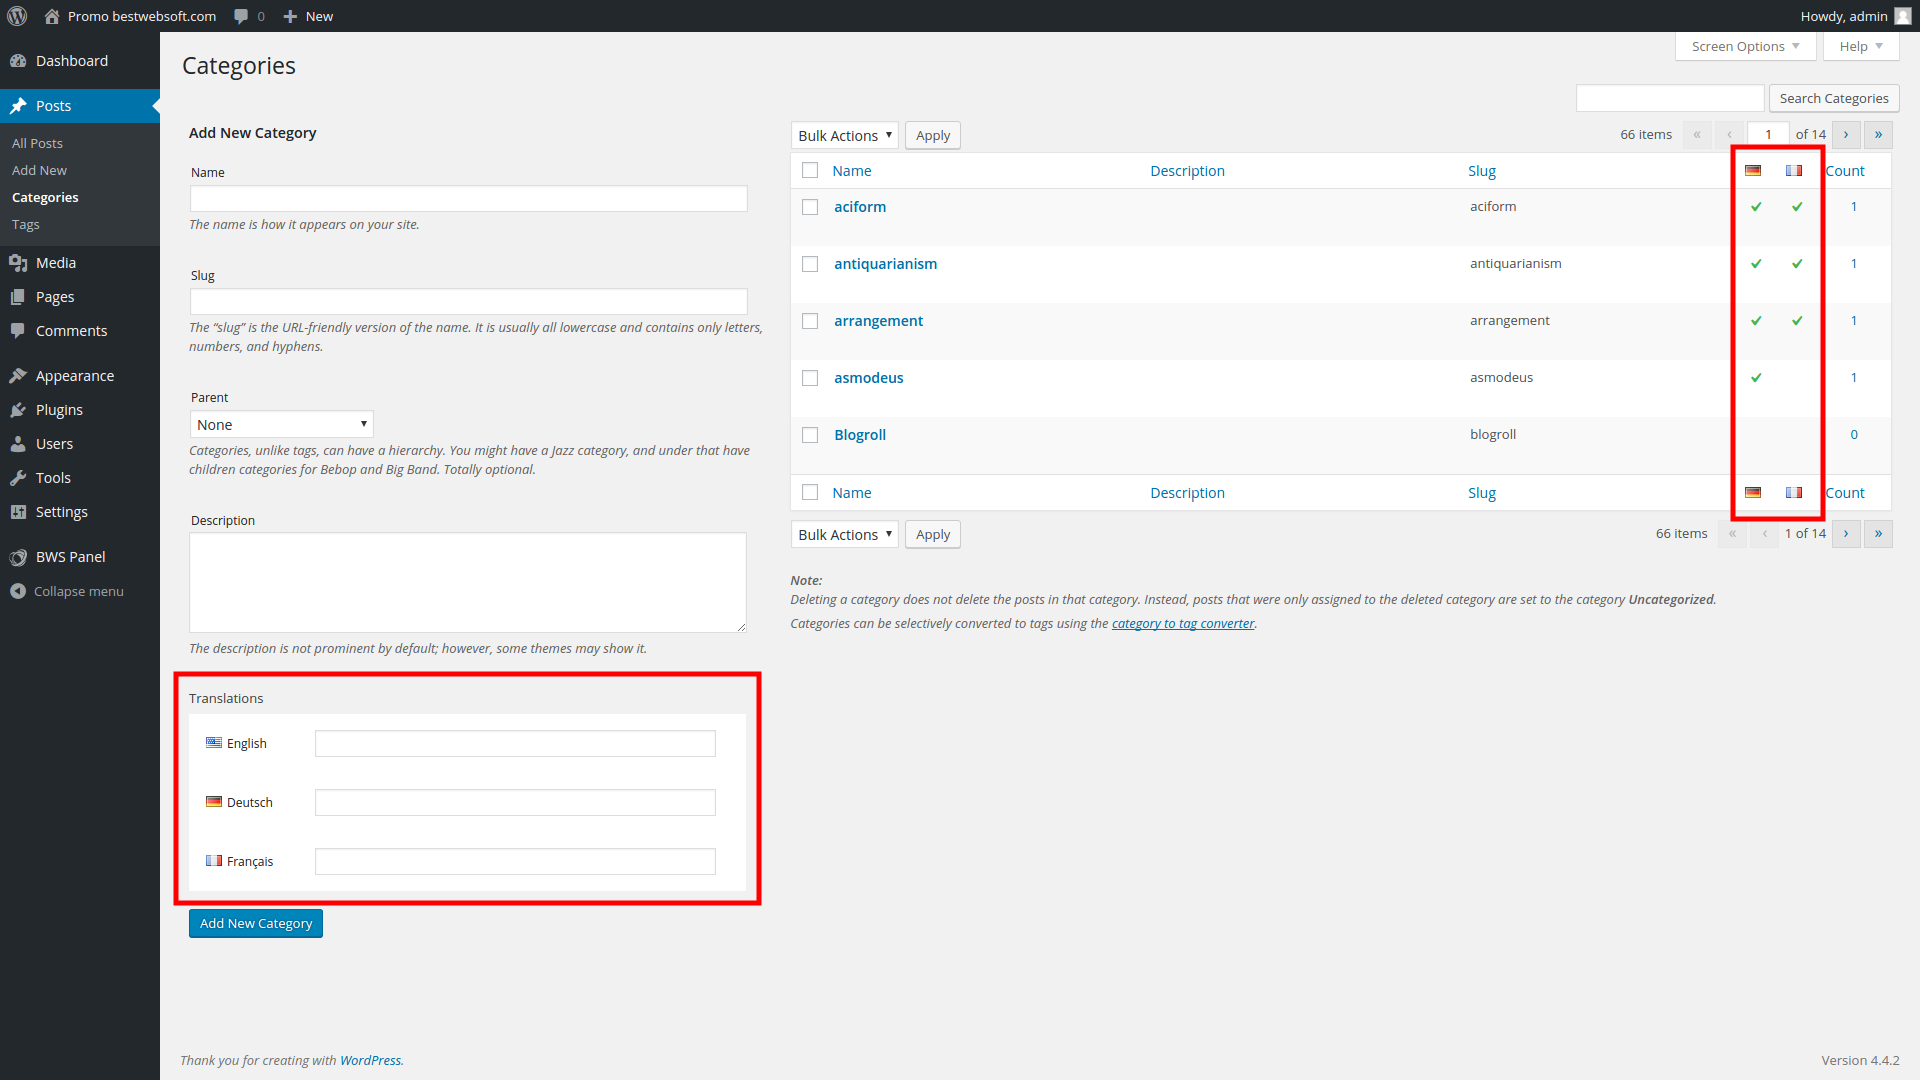 Promo bestwebsoft.com 0 New Howdy, admin
Dashboard
Posts
All Posts
Add New
Categories
Tags
Media
Pages
Comments
Appearance
Plugins
Users
Tools
Settings
BWS Panel
Collapse menu
Screen Options Help
Categories
Search Categories
Add New Category
Name
The name is how it appears on your site.
Slug
The “slug” is the URL-friendly version of the name. It is usually all lowercase and contains only letters,
numbers, and hyphens.
Parent
None
Categories, unlike tags, can have a hierarchy. You might have a Jazz category, and under that have
children categories for Bebop and Big Band. Totally optional.
Description
The description is not prominent by default; however, some themes may show it.
Translations
English
Deutsch
Français
Add New Category
Bulk Actions Apply 66 items « ‹ 1 of 14 › »
Name Description Slug Count
aciform aciform 1
antiquarianism antiquarianism 1
arrangement arrangement 1
asmodeus asmodeus 1
Blogroll blogroll 0
Name Description Slug Count
Bulk Actions Apply 66 items « ‹ 1 of 14 › »
Note:
Deleting a category does not delete the posts in that category. Instead, posts that were only assigned to the deleted category are set to the category Uncategorized.
Categories can be selectively converted to tags using the category to tag converter.
Thank you for creating with WordPress. Version 4.4.2